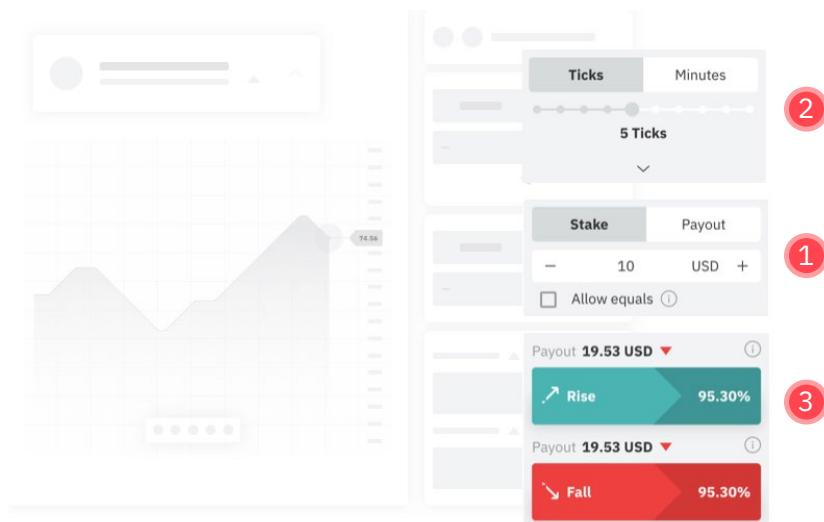 Ticks Minutes
2
5 Ticks
Stake Payout
1
− 10 USD +
Allow equals
74.56
Payout 19.53 USD
Rise 95.30%
3
Payout 19.53 USD
Fall 95.30%